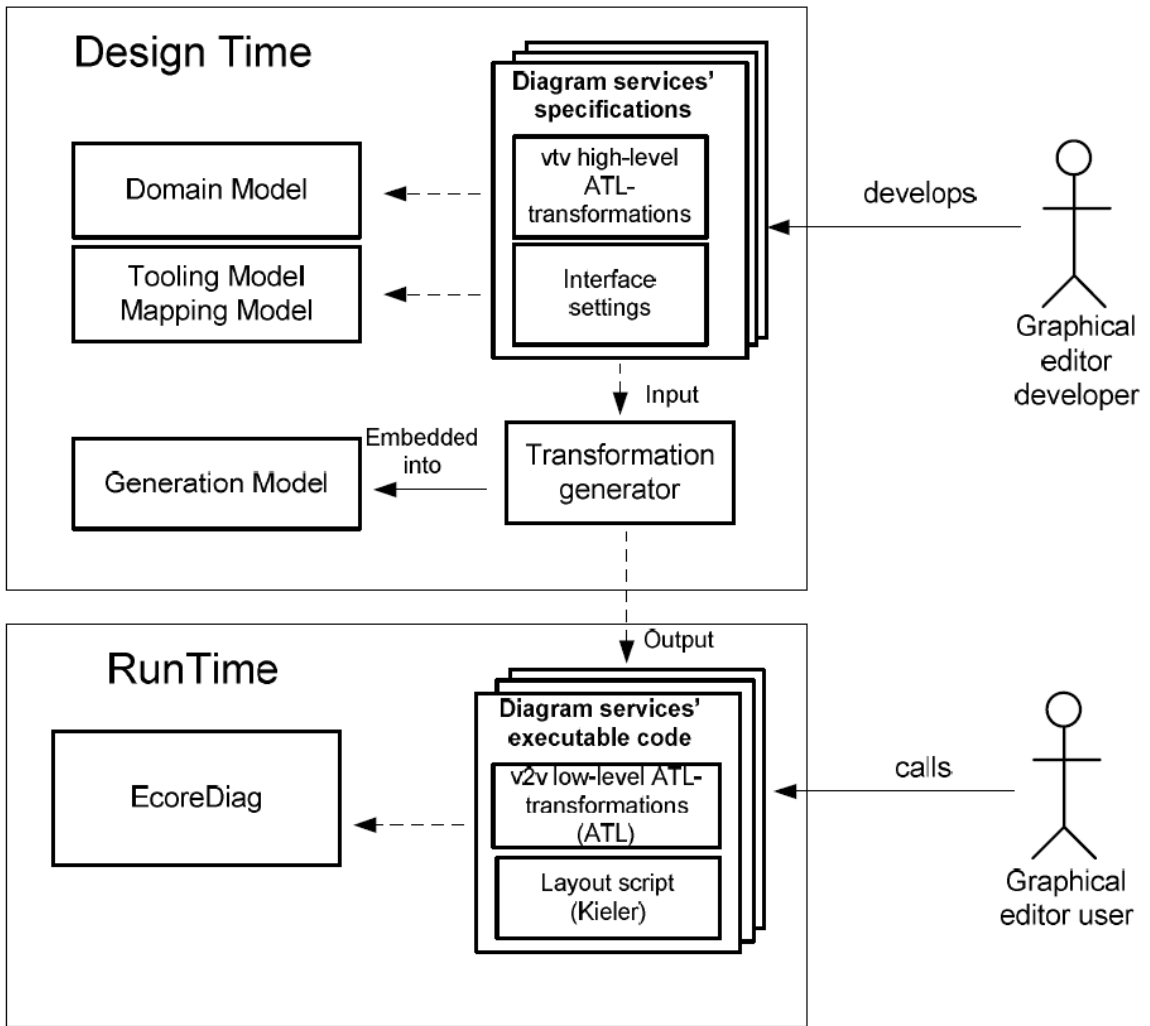 Design Time
Diagram services'
specifications
vtv high-level
ATL-
transformations
Interface
settings
Domain Model
Tooling Model
Mapping Model
develops
Graphical
editor
developer
Input
Embedded
into
Transformation
generator
Generation Model
Output
RunTime
Diagram services'
executable code
v2v low-level ATL-
transformations
(ATL)
Layout script
(Kieler)
EcoreDiag
calls
Graphical
editor user